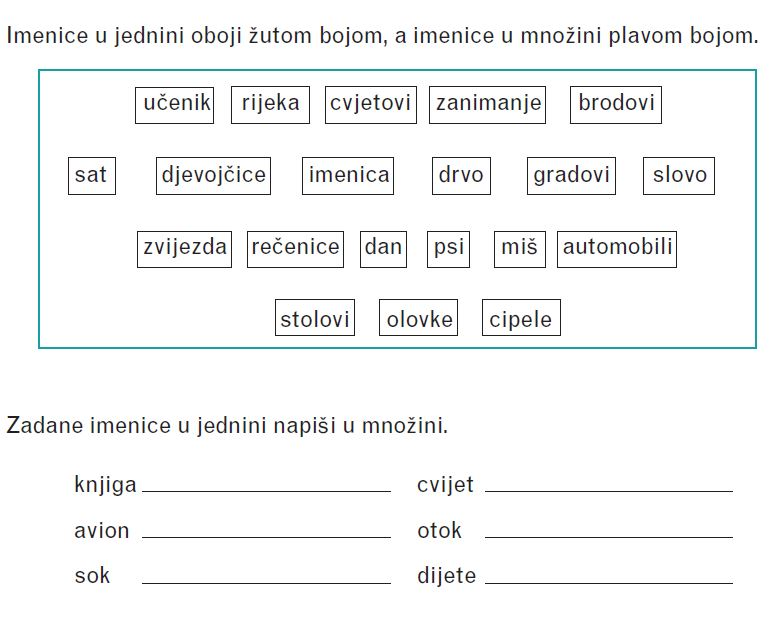 Imenice u jednini oboji žutom bojom, a imenice u množini plavom bojom.
učenik rijeka cvjetovi zanimanje brodovi
sat djevojčice imenica drvo gradovi slovo
zvijezda rečenice dan psi miš automobili
stolovi olovke cipele
Zadane imenice u jednini napiši u množini.
knjiga cvijet
avion otok
sok dijete